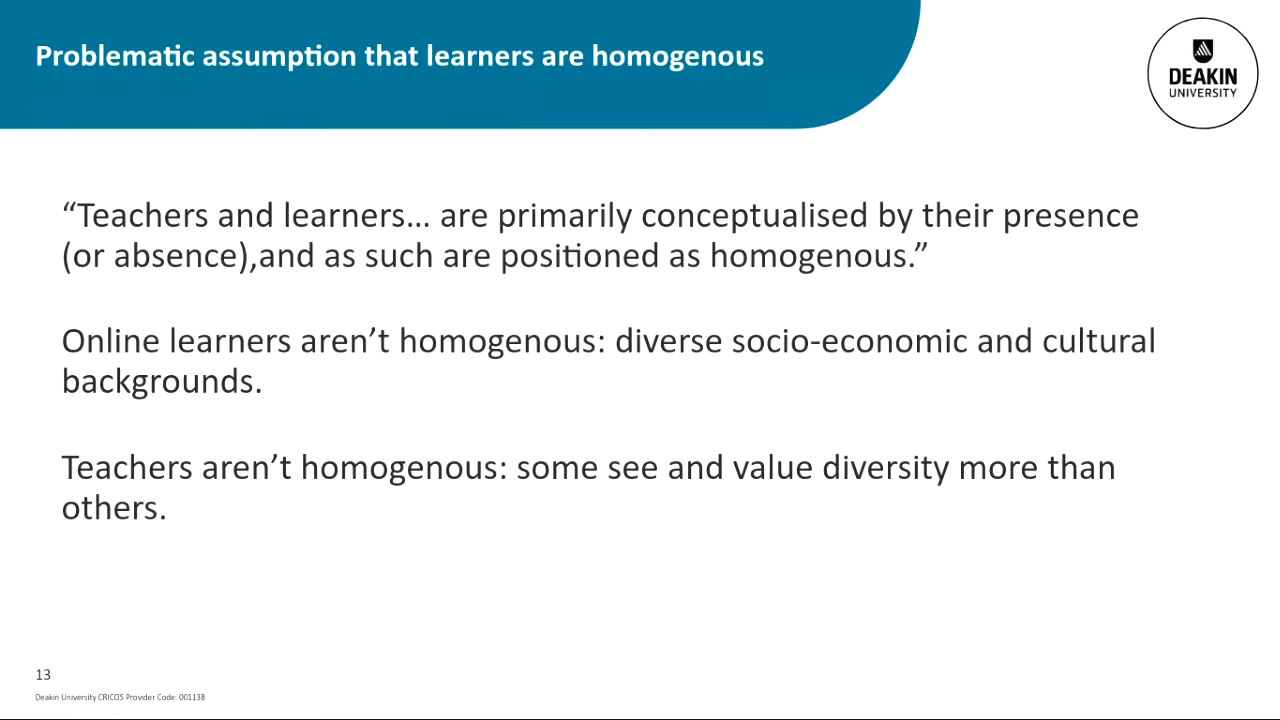 Problematic assumption that learners are homogenous
DEAKIN
UNIVERSITY
“Teachers and learners... are primarily conceptualised by their presence
(or absence),and as such are positioned as homogenous.”
Online learners aren’t homogenous: diverse socio-economic and cultural
backgrounds.
Teachers aren’t homogenous: some see and value diversity more than
others.
13
Deakin University CRICOS Provider Code: 00113B